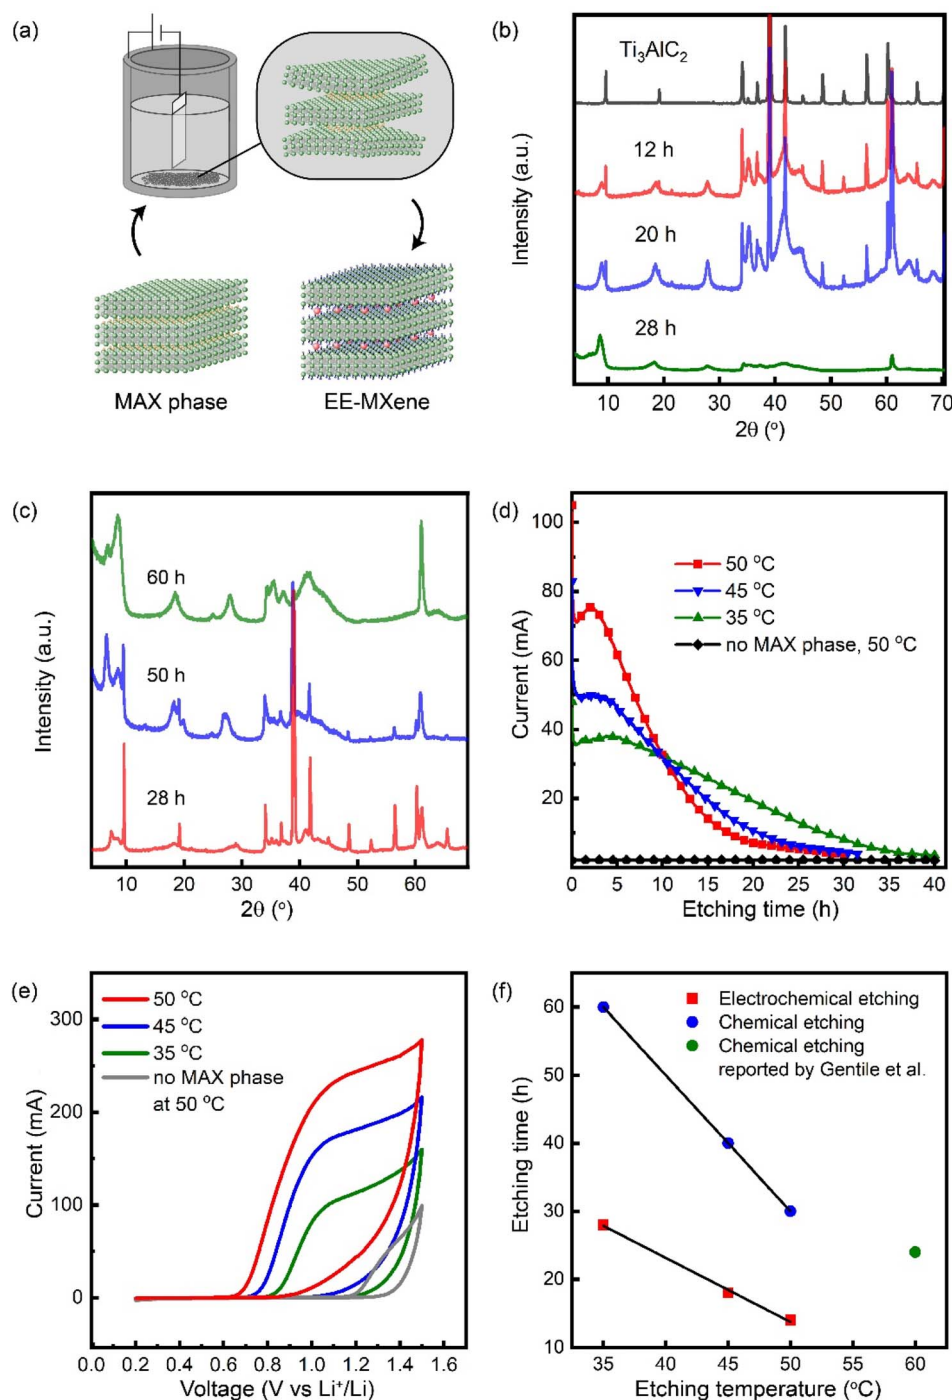 (a)
MAX phase
EE-MXene
(b)
Intensity (a.u.)
Ti₃AlC₂
12 h
20 h
28 h
10 20 30 40 50 60 70
2θ (°)
(c)
Intensity (a.u.)
60 h
50 h
28 h
10 20 30 40 50 60
2θ (°)
(d)
Current (mA)
100
80
60
40
20
50 °C
45 °C
35 °C
no MAX phase, 50 °C
0 5 10 15 20 25 30 35 40
Etching time (h)
(e)
Current (mA)
300
200
100
0
50 °C
45 °C
35 °C
no MAX phase
at 50 °C
0.0 0.2 0.4 0.6 0.8 1.0 1.2 1.4 1.6
Voltage (V vs Li⁺/Li)
(f)
Etching time (h)
60
50
40
30
20
10
Electrochemical etching
Chemical etching
Chemical etching
reported by Gentile et al.
35 40 45 50 55 60
Etching temperature (°C)